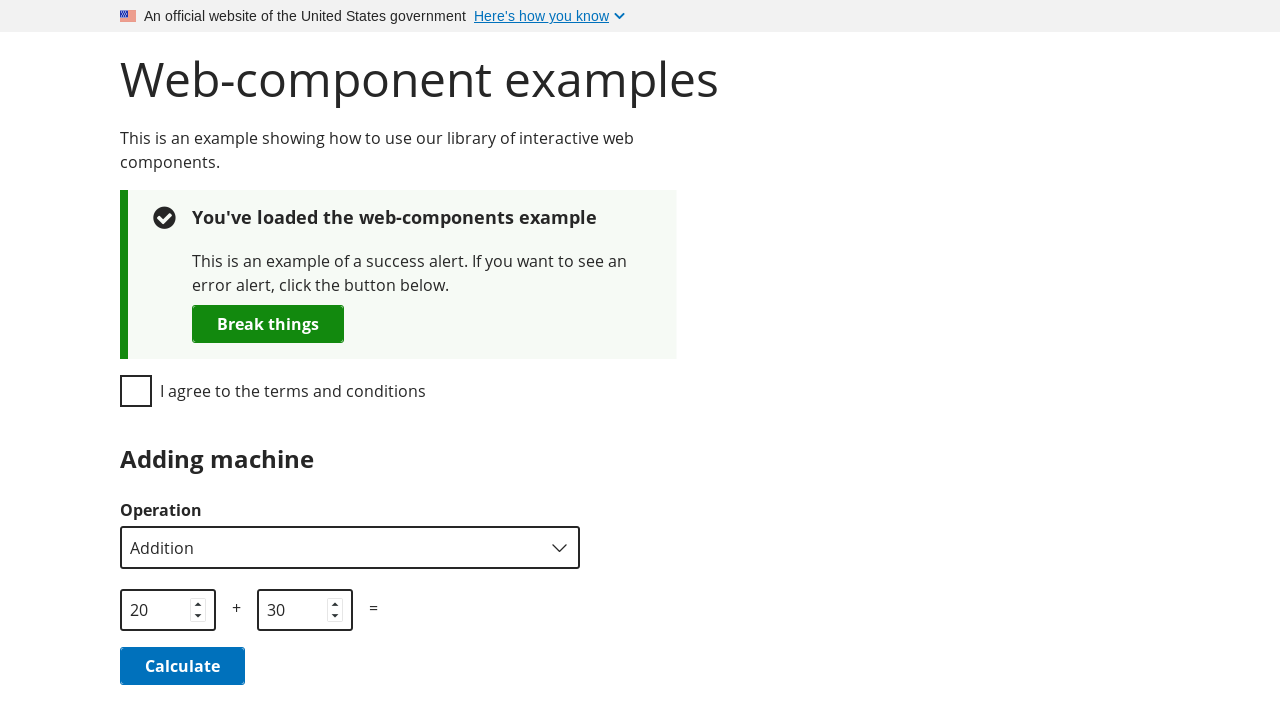 An official website of the United States government Here's how you know
Web-component examples
This is an example showing how to use our library of interactive web
components.
You've loaded the web-components example
This is an example of a success alert. If you want to see an
error alert, click the button below.
Break things
I agree to the terms and conditions
Adding machine
Operation
Addition
20 + 30 =
Calculate